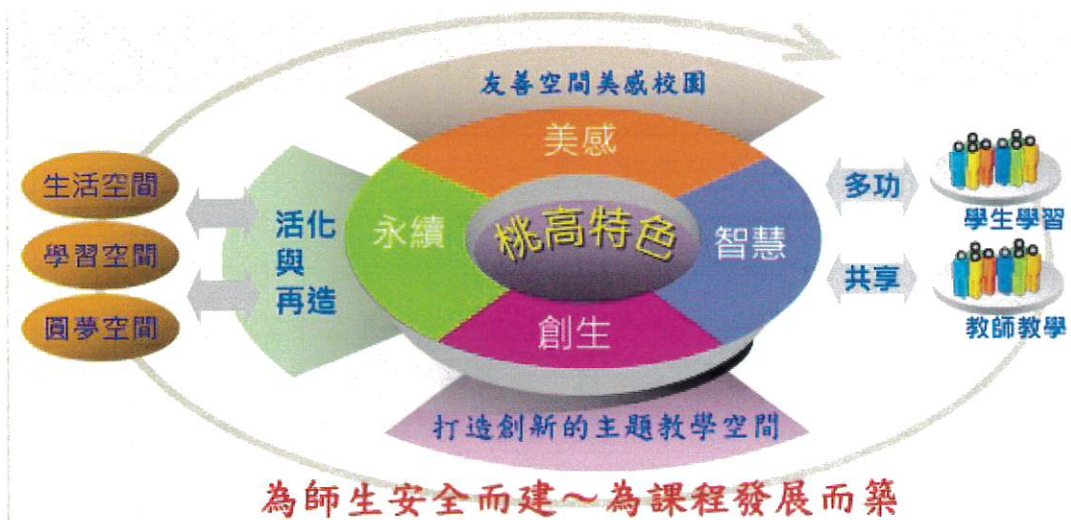 友善空間美感校園
美感
生活空間
學習空間
圓夢空間
活化
與
再造
永續
桃高特色
智慧
創生
多功
共享
學生學習
教師教學
打造創新的主題教學空間
為師生安全而建～為課程發展而築